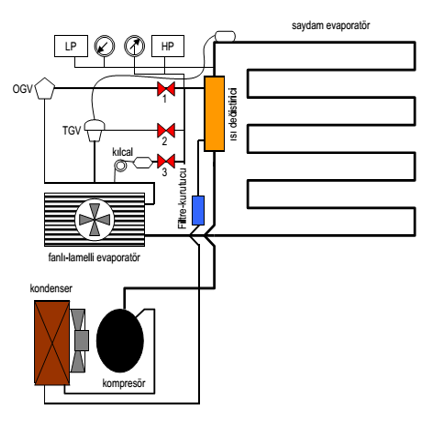 saydam evaporatör
LP
HP
OGV
1
TGV
2
kılcal
3
ısı değiştirici
Filtre-kurutucu
fanlı-lamelli evaporatör
kondenser
kompresör